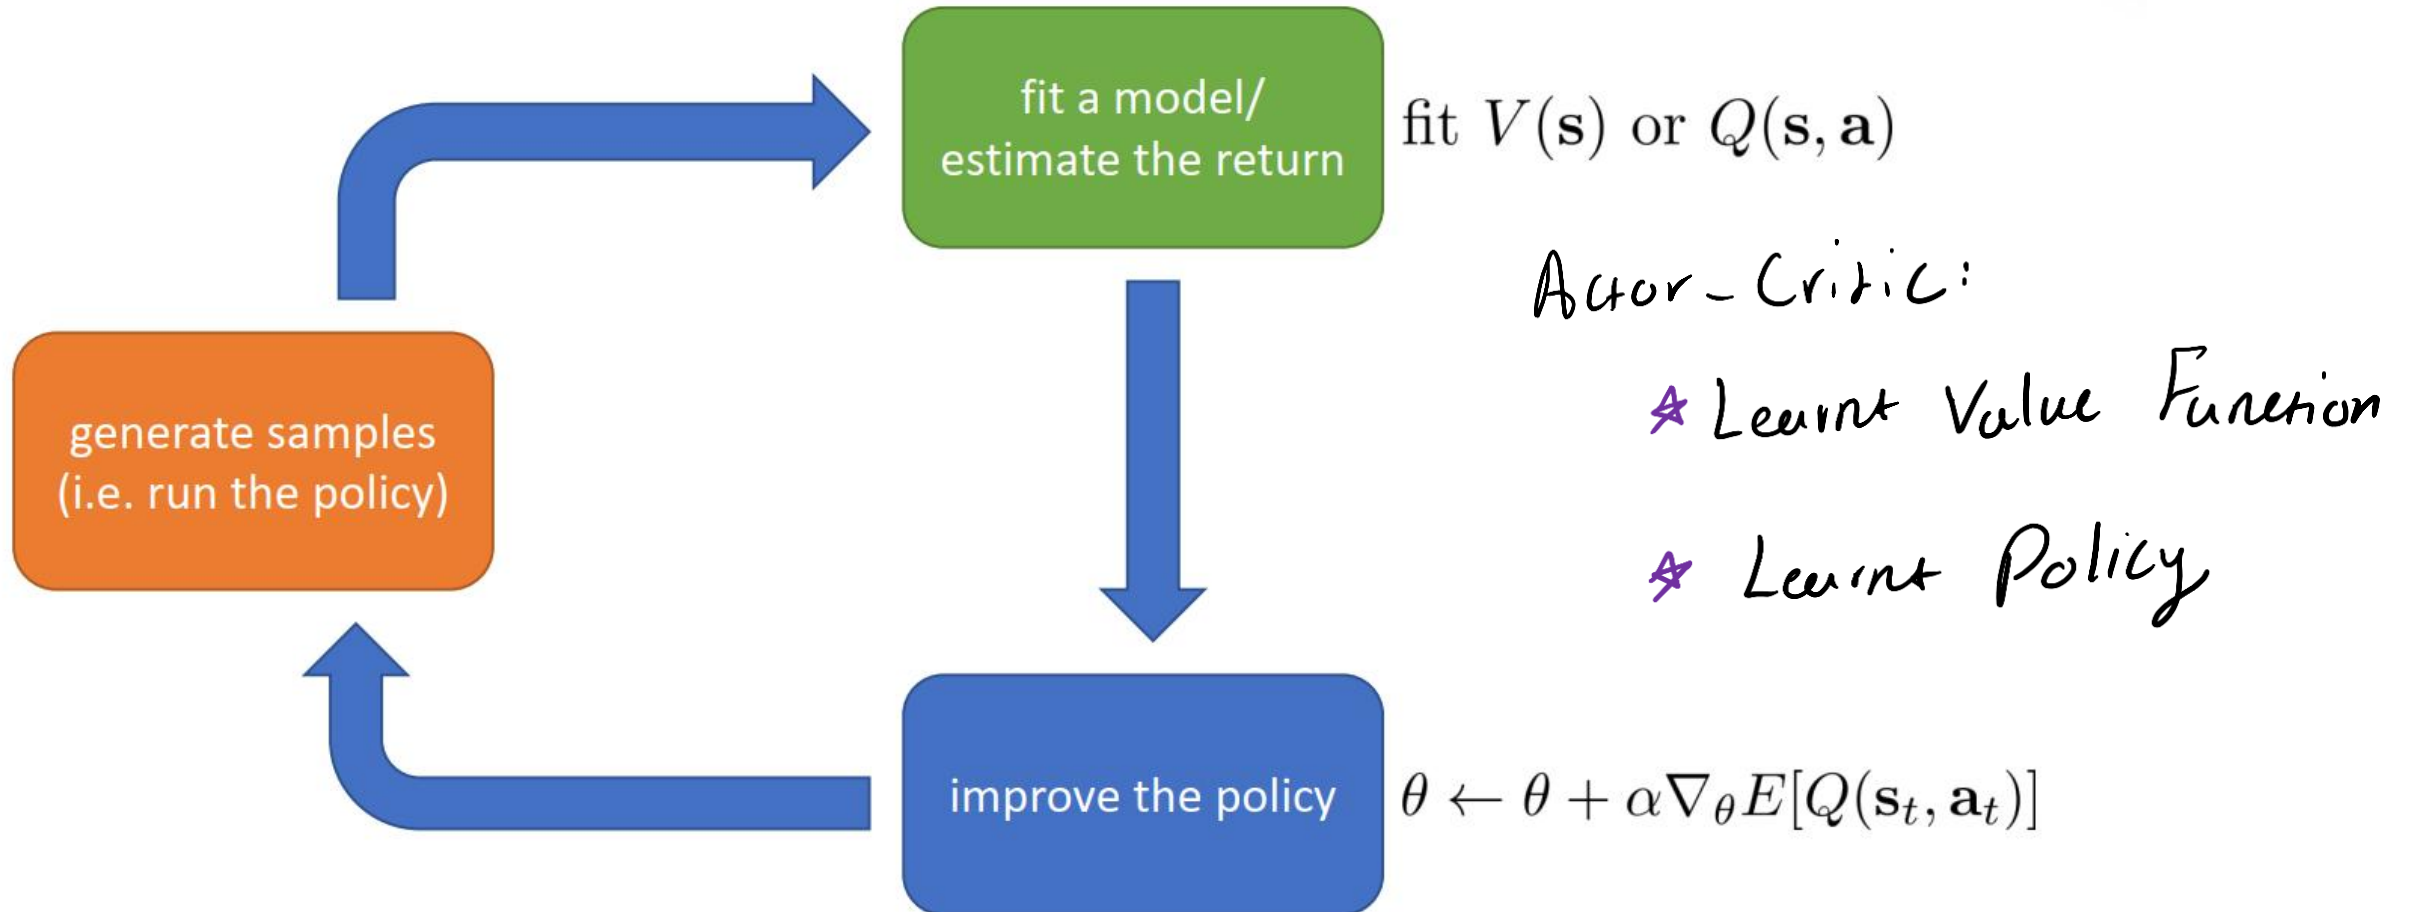 fit a model/
estimate the return
fit V(s) or Q(s, a)
Actor-Critic:
generate samples
(i.e. run the policy)
* Learnt Value Function
* Learnt Policy
improve the policy
θ ← θ + α∇θE[Q(st, at)]